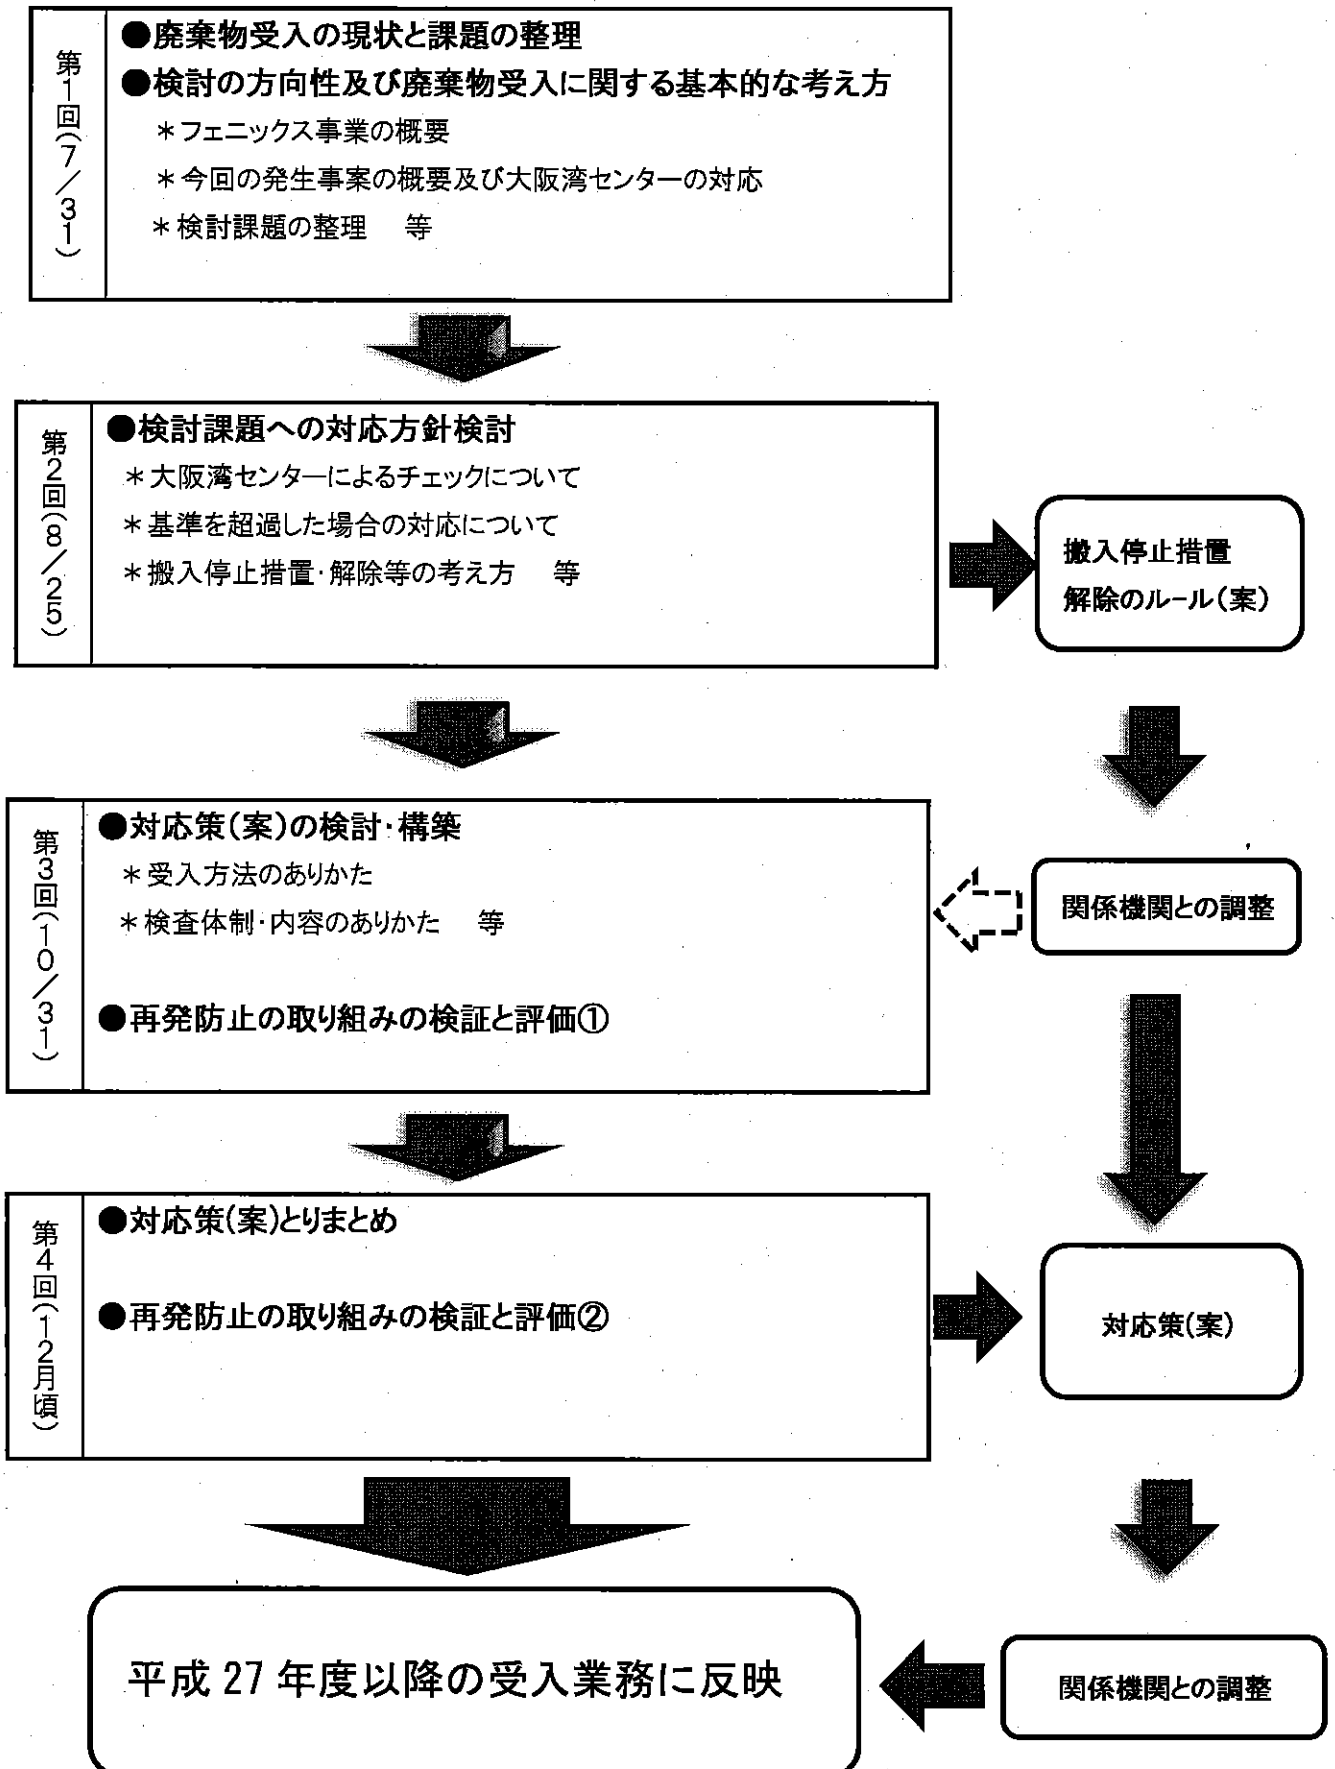 第1回(7/31)
●廃棄物受入の現状と課題の整理
●検討の方向性及び廃棄物受入に関する基本的な考え方
＊フェニックス事業の概要
＊今回の発生事案の概要及び大阪湾センターの対応
＊検討課題の整理　等
第2回(8/25)
●検討課題への対応方針検討
＊大阪湾センターによるチェックについて
＊基準を超過した場合の対応について
＊搬入停止措置・解除等の考え方　等
搬入停止措置
解除のルール(案)
第3回(10/31)
●対応策(案)の検討・構築
＊受入方法のありかた
＊検査体制・内容のありかた　等
●再発防止の取り組みの検証と評価①
関係機関との調整
第4回(12月頃)
●対応策(案)とりまとめ
●再発防止の取り組みの検証と評価②
対応策(案)
平成 27 年度以降の受入業務に反映
関係機関との調整